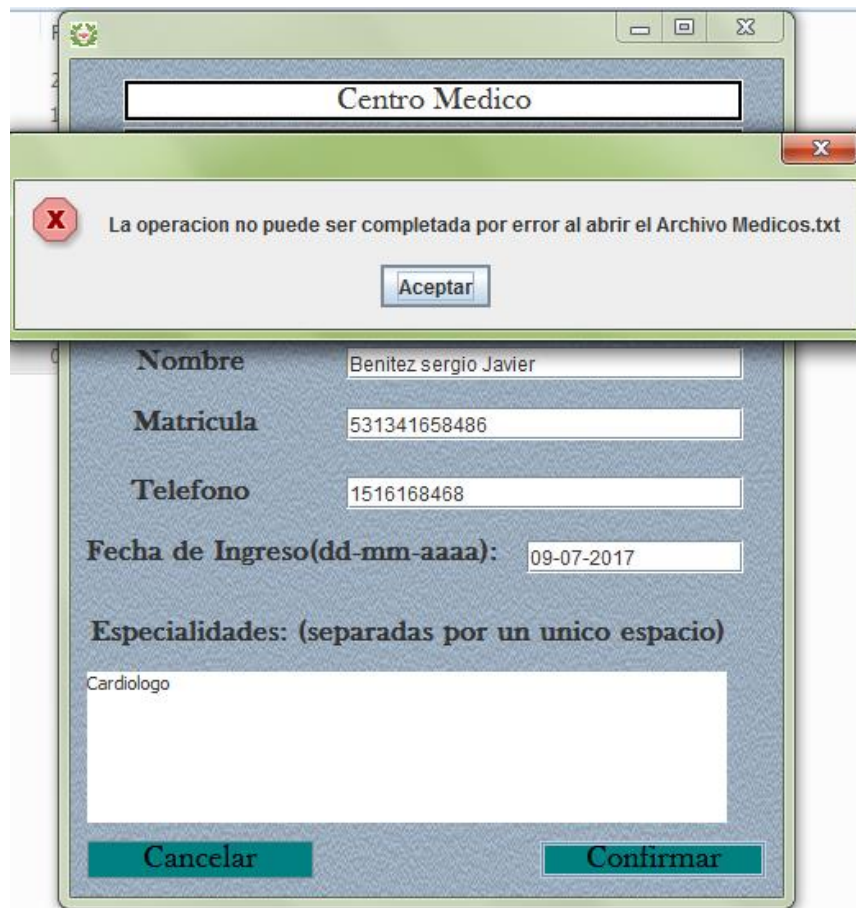 Centro Medico
La operacion no puede ser completada por error al abrir el Archivo Medicos.txt
Aceptar
Nombre
Benitez sergio Javier
Matricula
531341658486
Telefono
1516168468
Fecha de Ingreso(dd-mm-aaaa):
09-07-2017
Especialidades: (separadas por un unico espacio)
Cardiologo
Cancelar
Confirmar